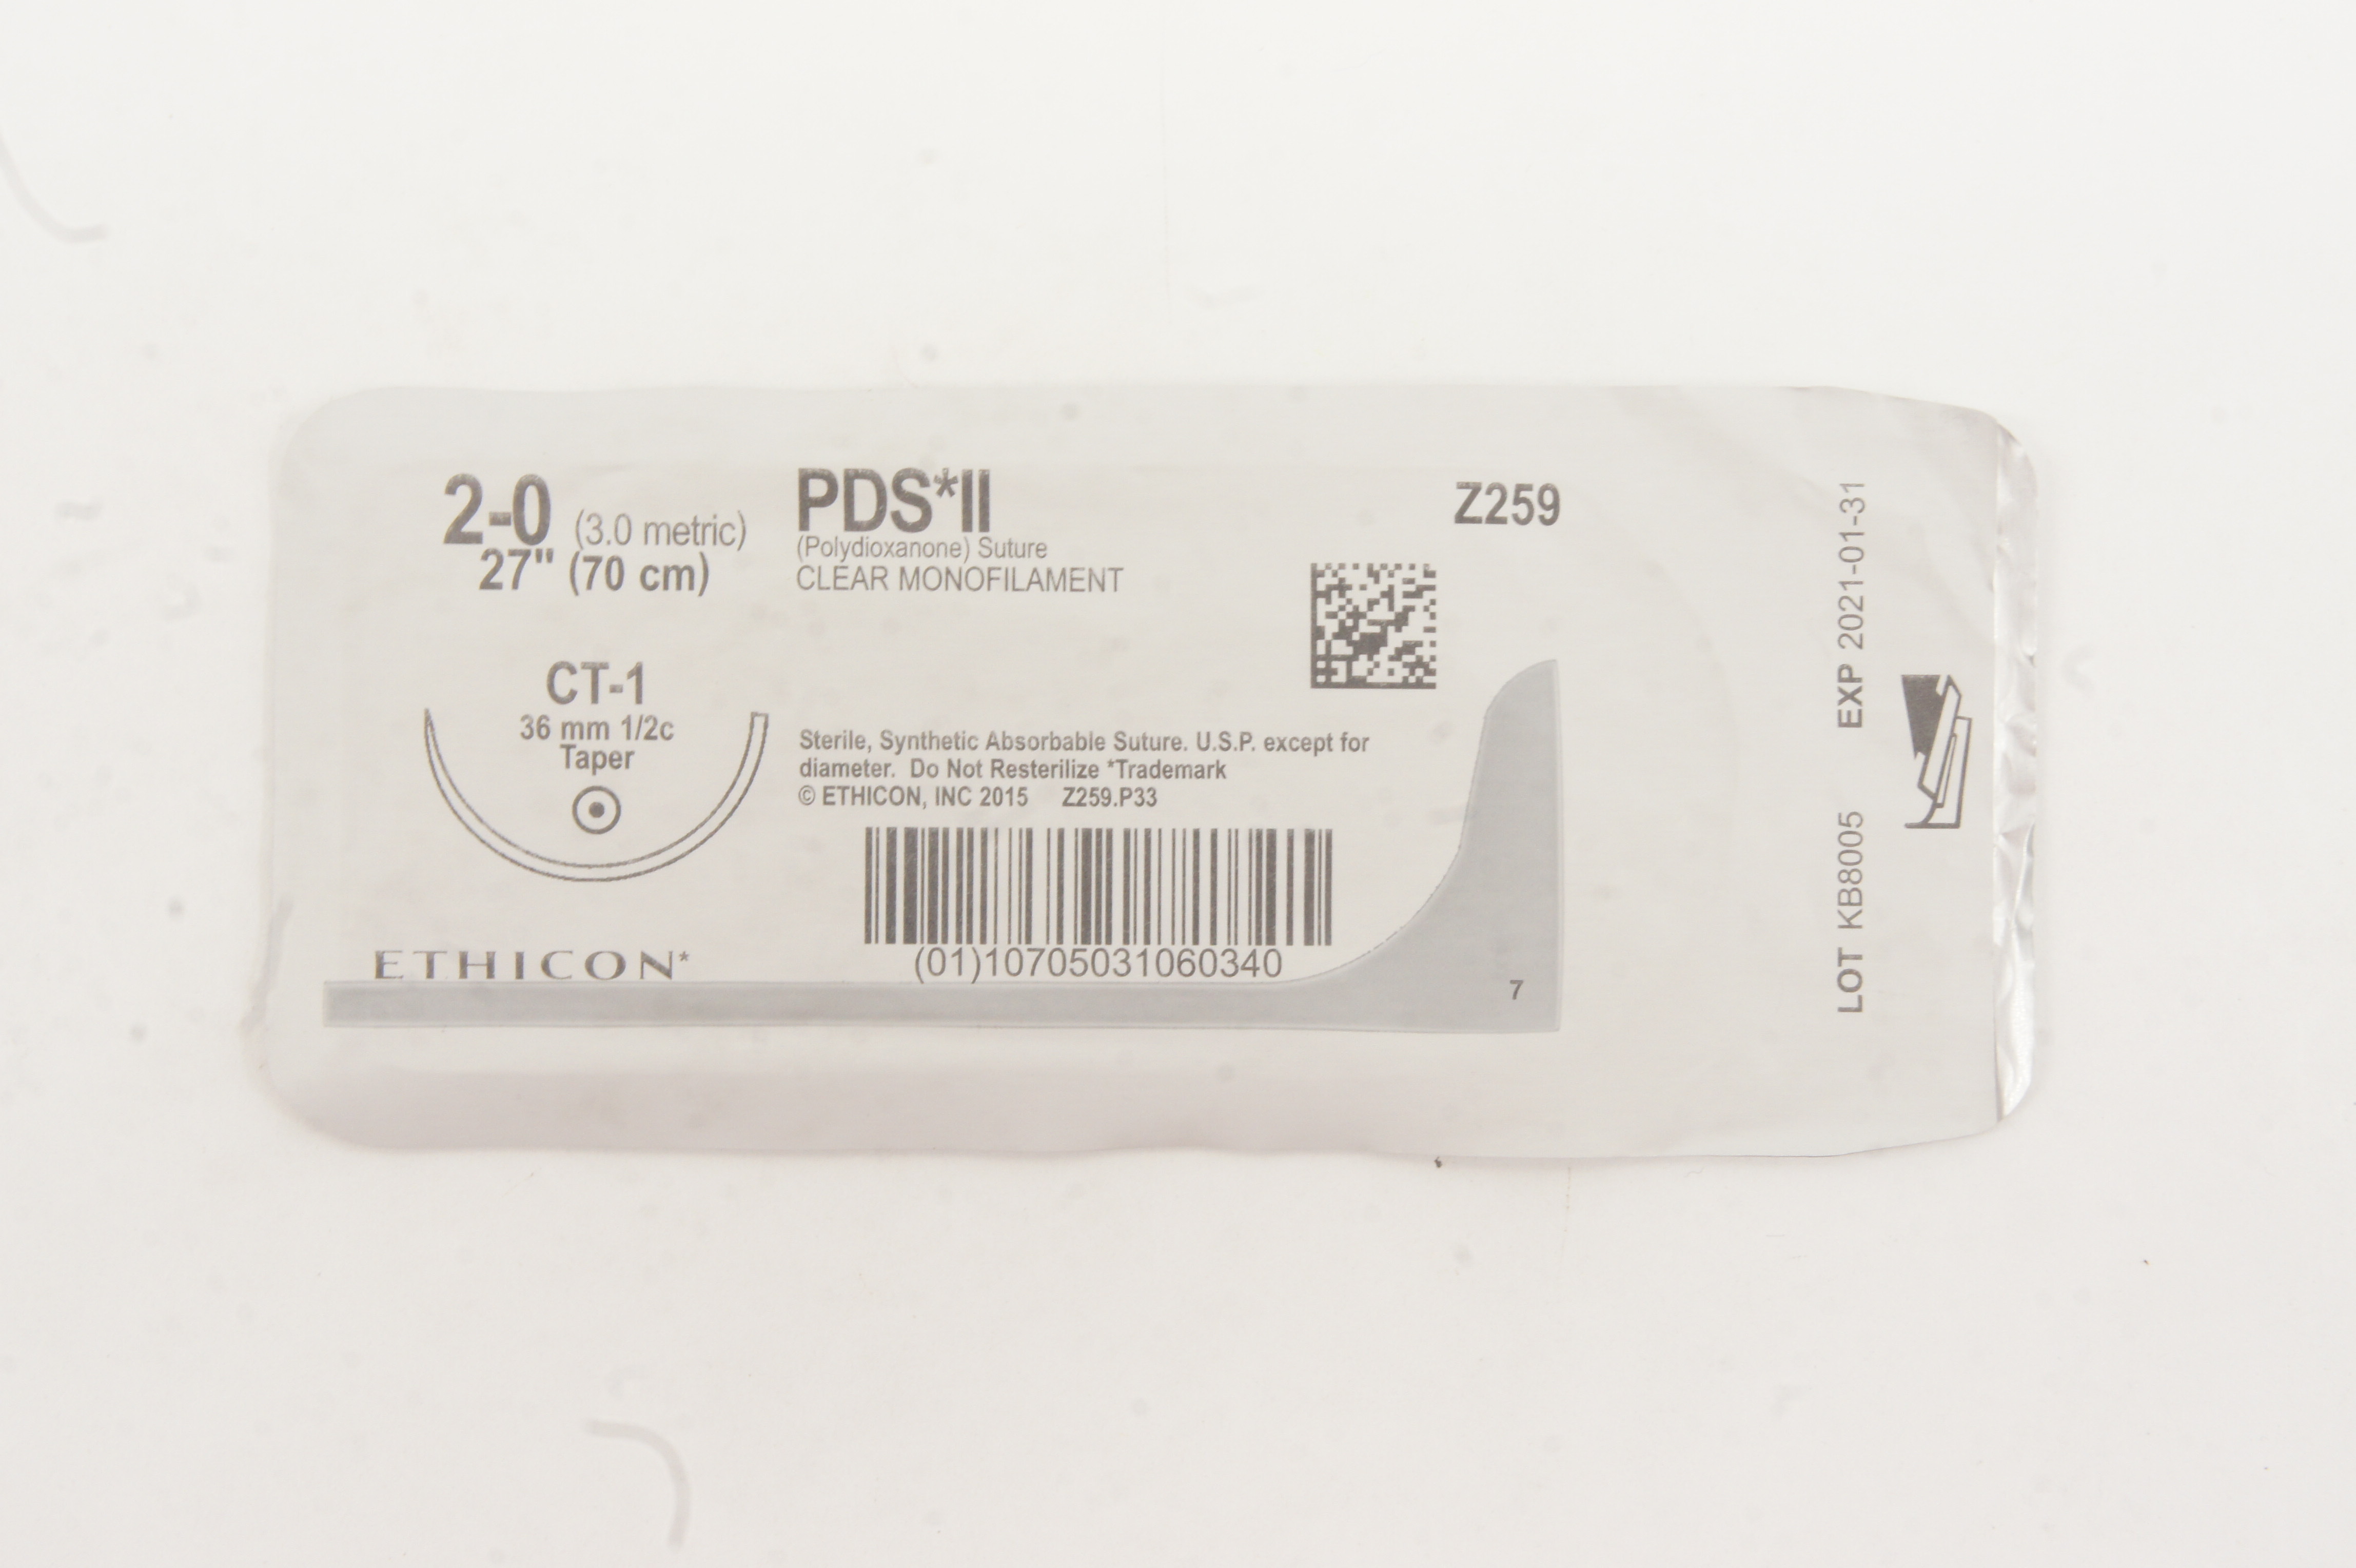 2-0 (3.0 metric)
27" (70 cm)
PDS*II
(Polydioxanone) Suture
CLEAR MONOFILAMENT
Z259
CT-1
36 mm 1/2c
Taper
Sterile, Synthetic Absorbable Suture. U.S.P. except for
diameter. Do Not Resterilize *Trademark
© ETHICON, INC 2015 Z259.P33
(01)10705031060340
ETHICON*
7
LOT KB8005 EXP 2021-01-31